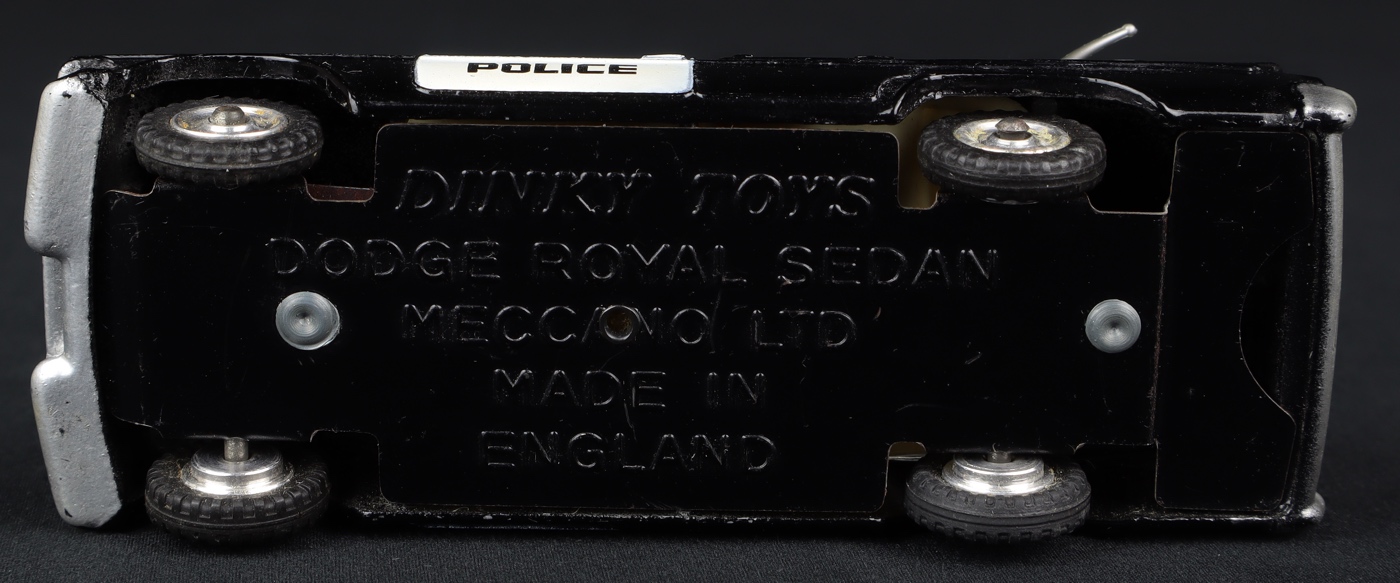 POLICE
DINKY TOYS
DODGE ROYAL SEDAN
MECCANO LTD
MADE IN
ENGLAND